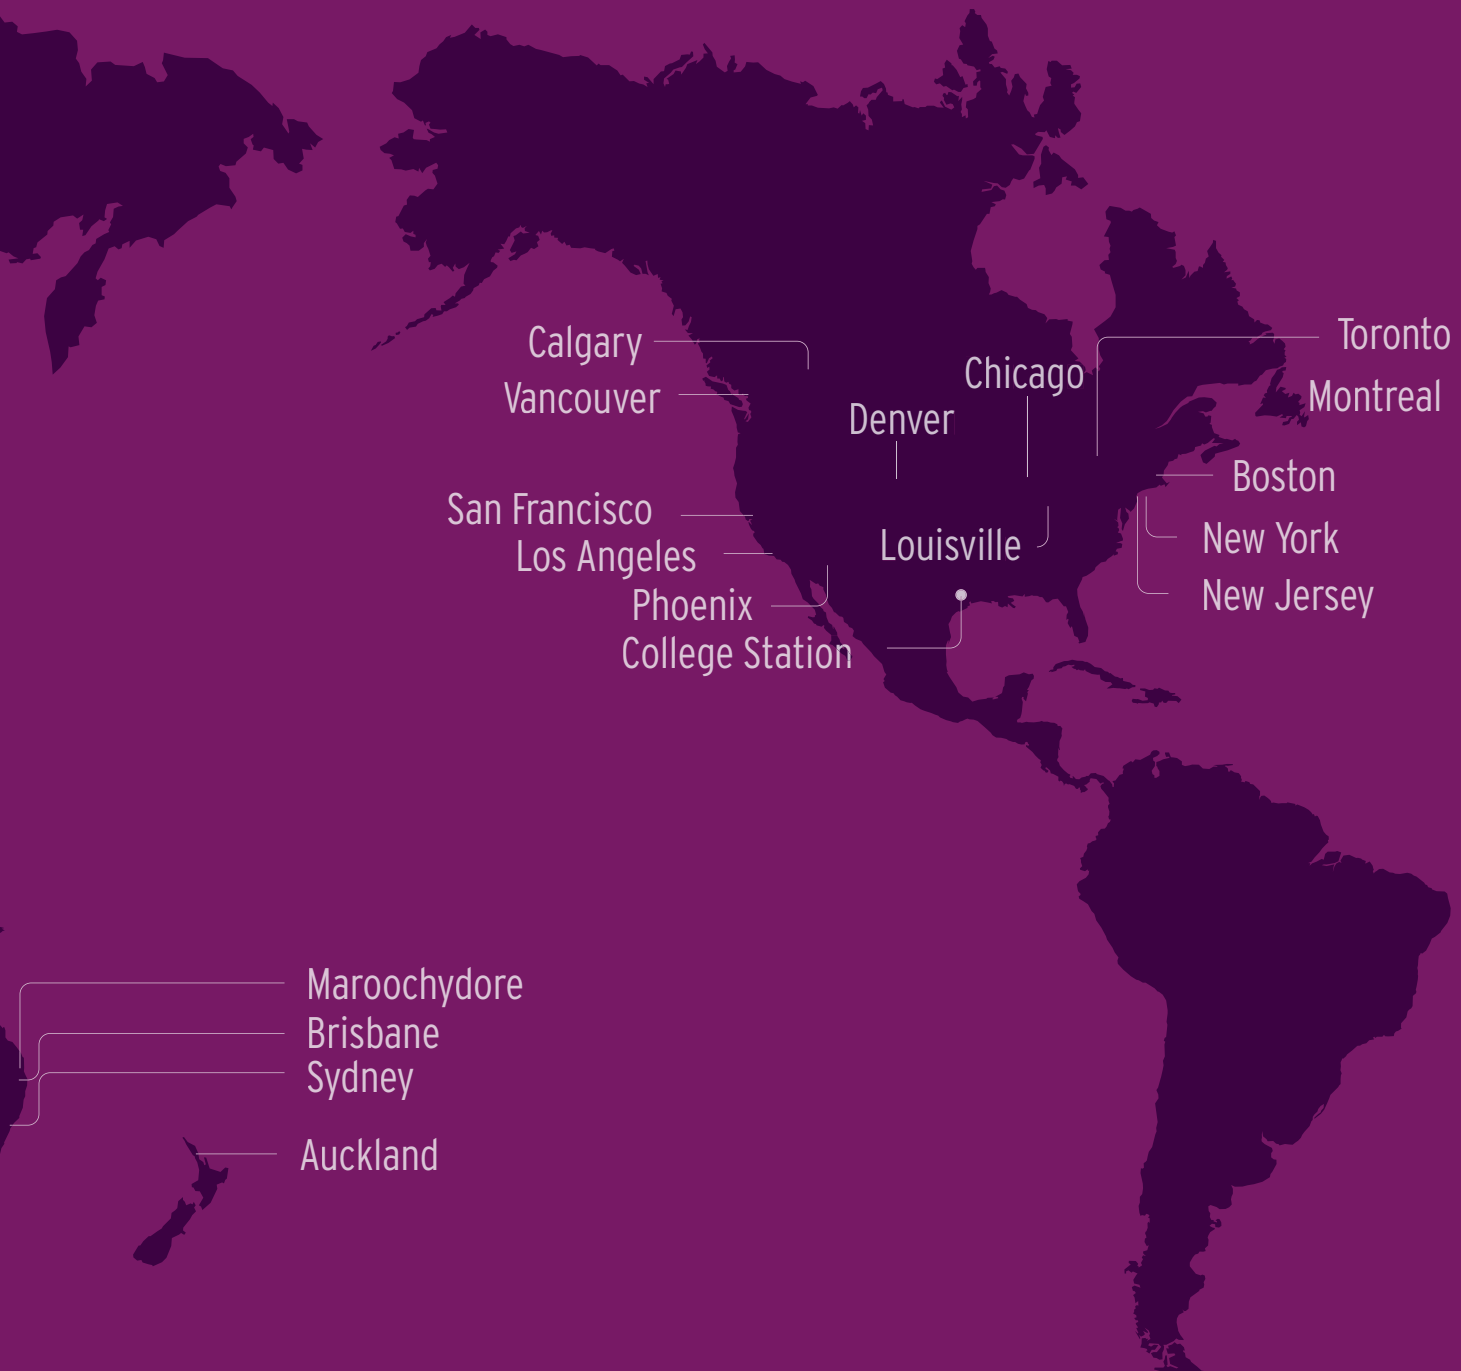 Toronto
Calgary
Chicago
Vancouver
Montreal
Denver
Boston
San Francisco
New York
Louisville
Los Angeles
New Jersey
Phoenix
College Station
Maroochydore
Brisbane
Sydney
Auckland